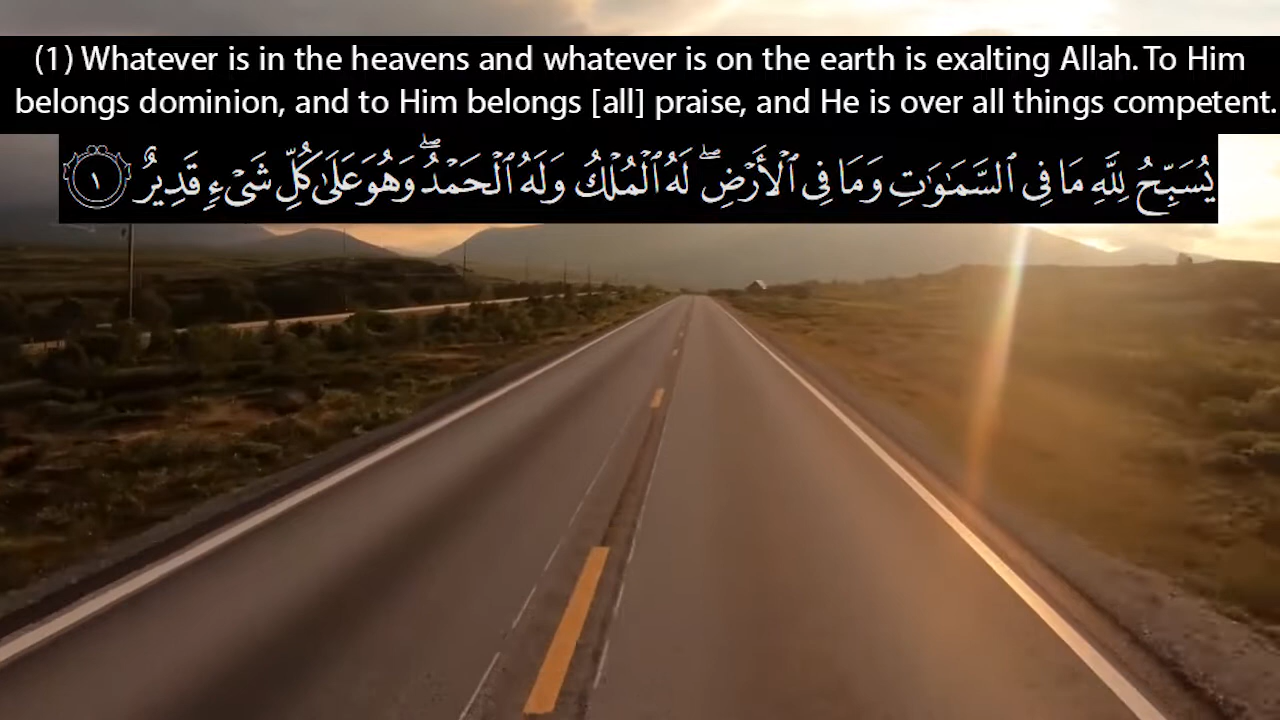 (1) Whatever is in the heavens and whatever is on the earth is exalting Allah. To Him
belongs dominion, and to Him belongs [all] praise, and He is over all things competent.
يُسَبِّحُ لِلَّهِ مَا فِى ٱلسَّمَـٰوَٰتِ وَمَا فِى ٱلْأَرْضِ ۖ لَهُ ٱلْمُلْكُ وَلَهُ ٱلْحَمْدُ ۖ وَهُوَ عَلَىٰ كُلِّ شَىْءٍ قَدِيرٌ ١